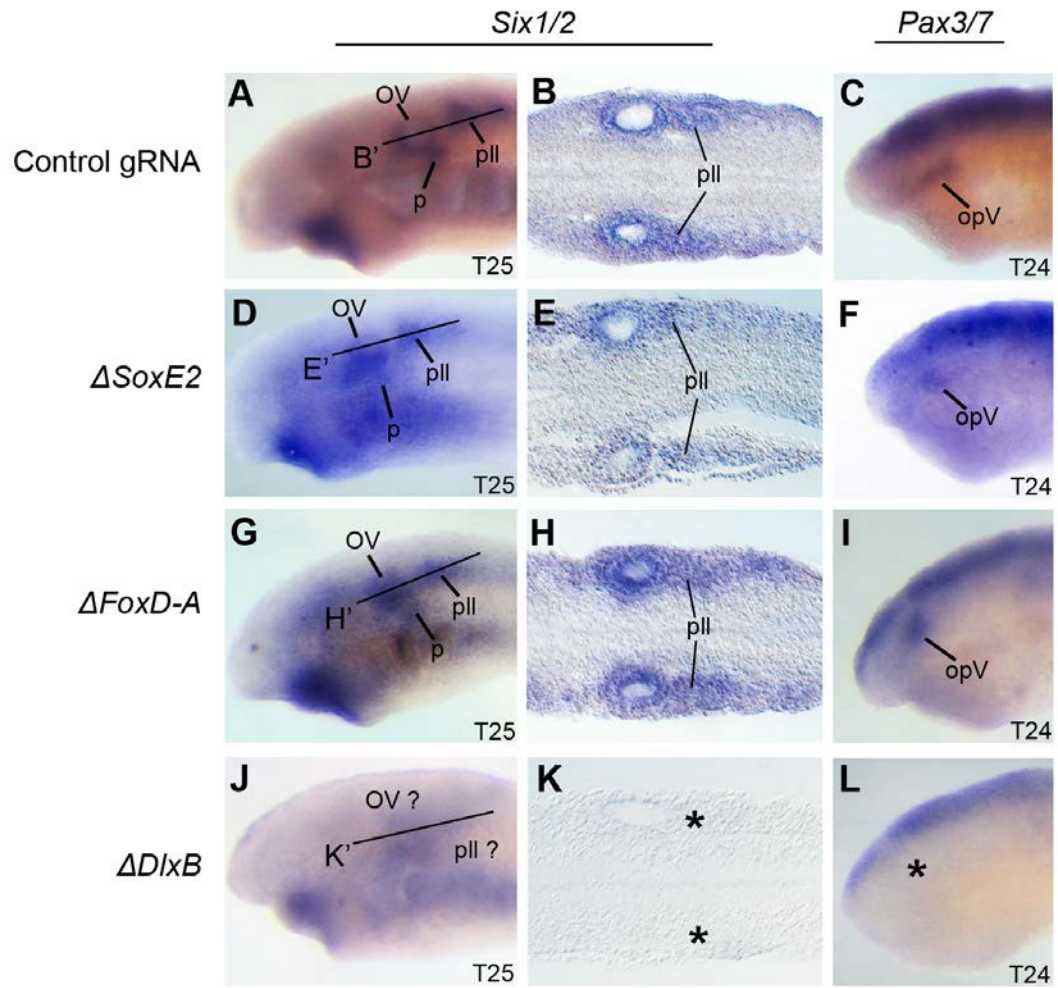 Six1/2 Pax3/7
Control gRNA
A OV B' pll p T25
B pll
C opV T24
ΔSoxE2
D OV E' pll p T25
E pll
F opV T24
ΔFoxD-A
G OV H' pll p T25
H pll
I opV T24
ΔDlxB
J OV ? K' pll ? T25
K * *
L * T24